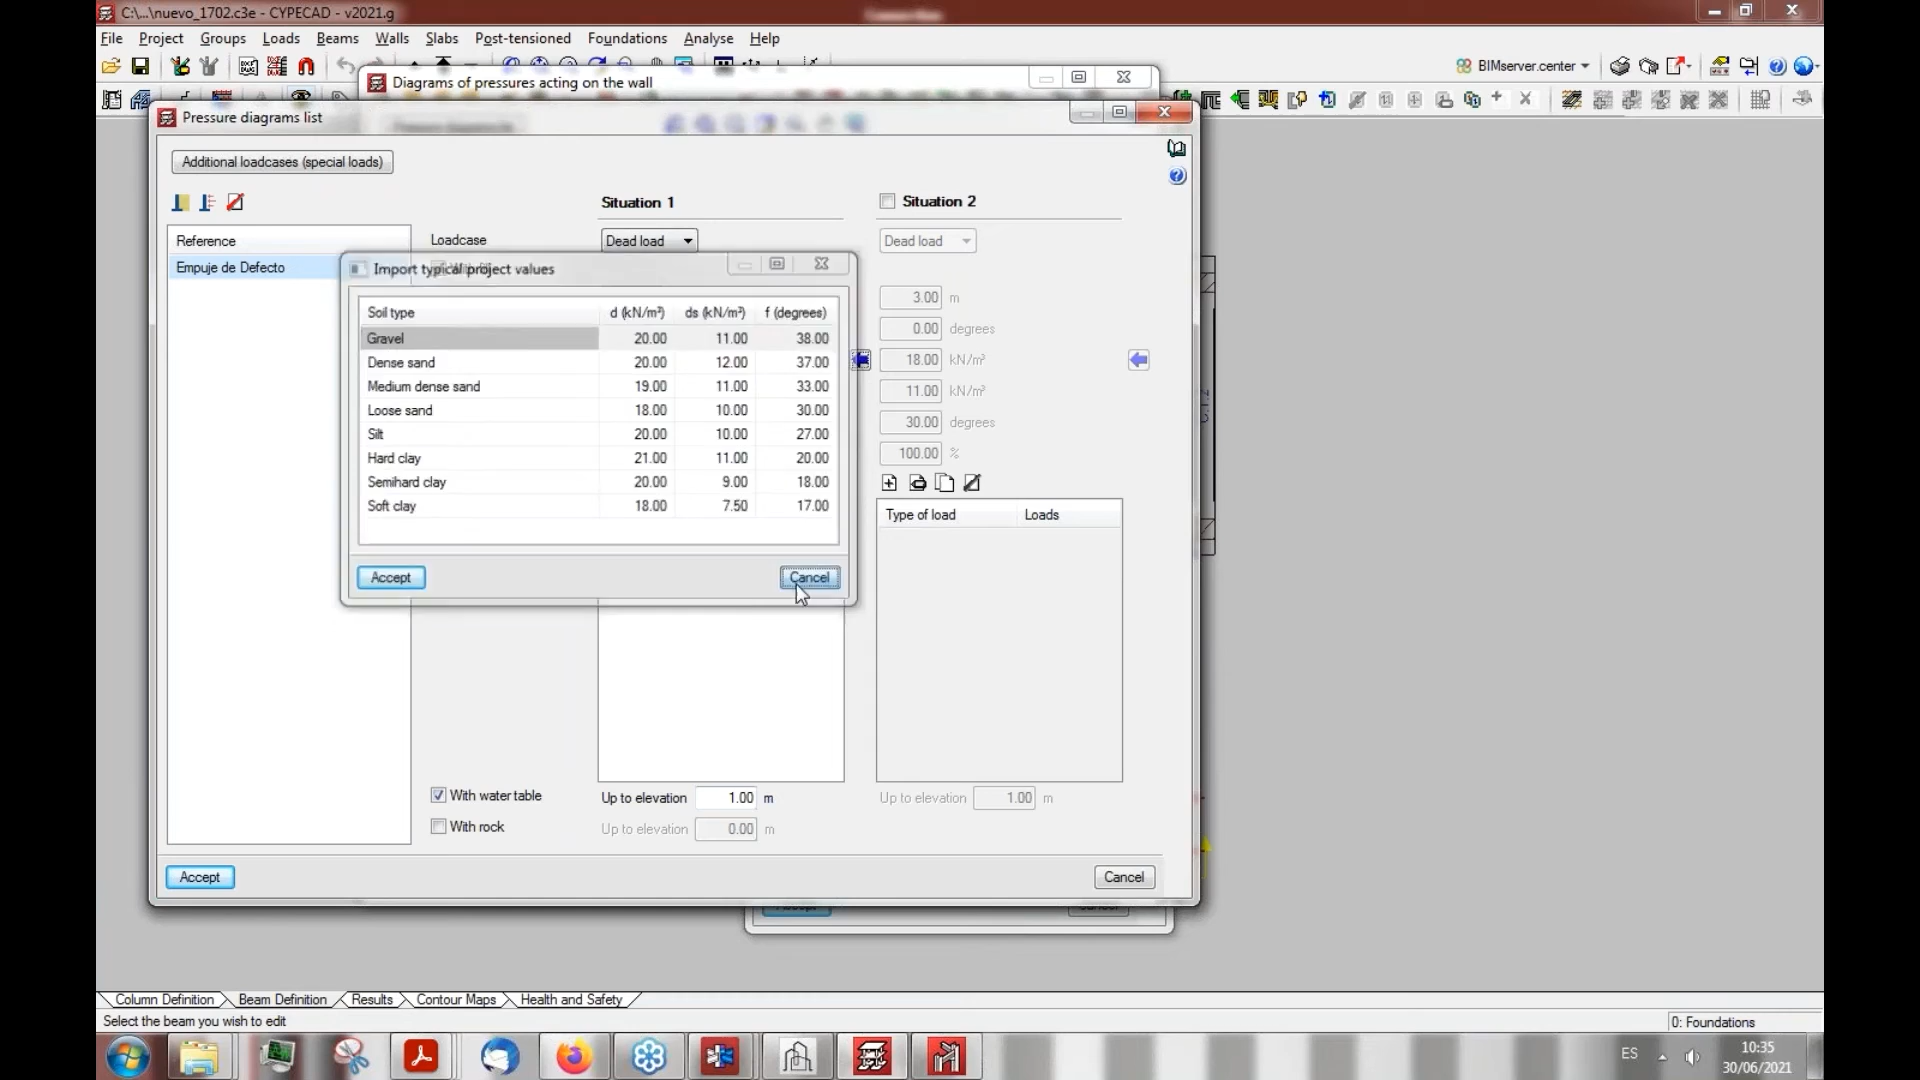 C:\...\nuevo_1702.c3e - CYPECAD - v2021.g
File Project Groups Loads Beams Walls Slabs Post-tensioned Foundations Analyse Help
BIMserver.center
Diagrams of pressures acting on the wall
Pressure diagrams list
Additional loadcases (special loads)
Situation 1 Situation 2
Reference Loadcase Dead load Dead load
Empuje de Defecto
Import typical project values
Soil type d (kN/m³) ds (kN/m³) f (degrees)
Gravel 20.00 11.00 38.00
Dense sand 20.00 12.00 37.00
Medium dense sand 19.00 11.00 33.00
Loose sand 18.00 10.00 30.00
Silt 20.00 10.00 27.00
Hard clay 21.00 11.00 20.00
Semihard clay 20.00 9.00 18.00
Soft clay 18.00 7.50 17.00
Accept Cancel
3.00 m
0.00 degrees
18.00 kN/m³
11.00 kN/m³
30.00 degrees
100.00 %
Type of load Loads
With water table Up to elevation 1.00 m Up to elevation 1.00 m
With rock Up to elevation 0.00 m
Accept Cancel
Column Definition Beam Definition Results Contour Maps Health and Safety
Select the beam you wish to edit 0: Foundations
ES 10:35
30/06/2021